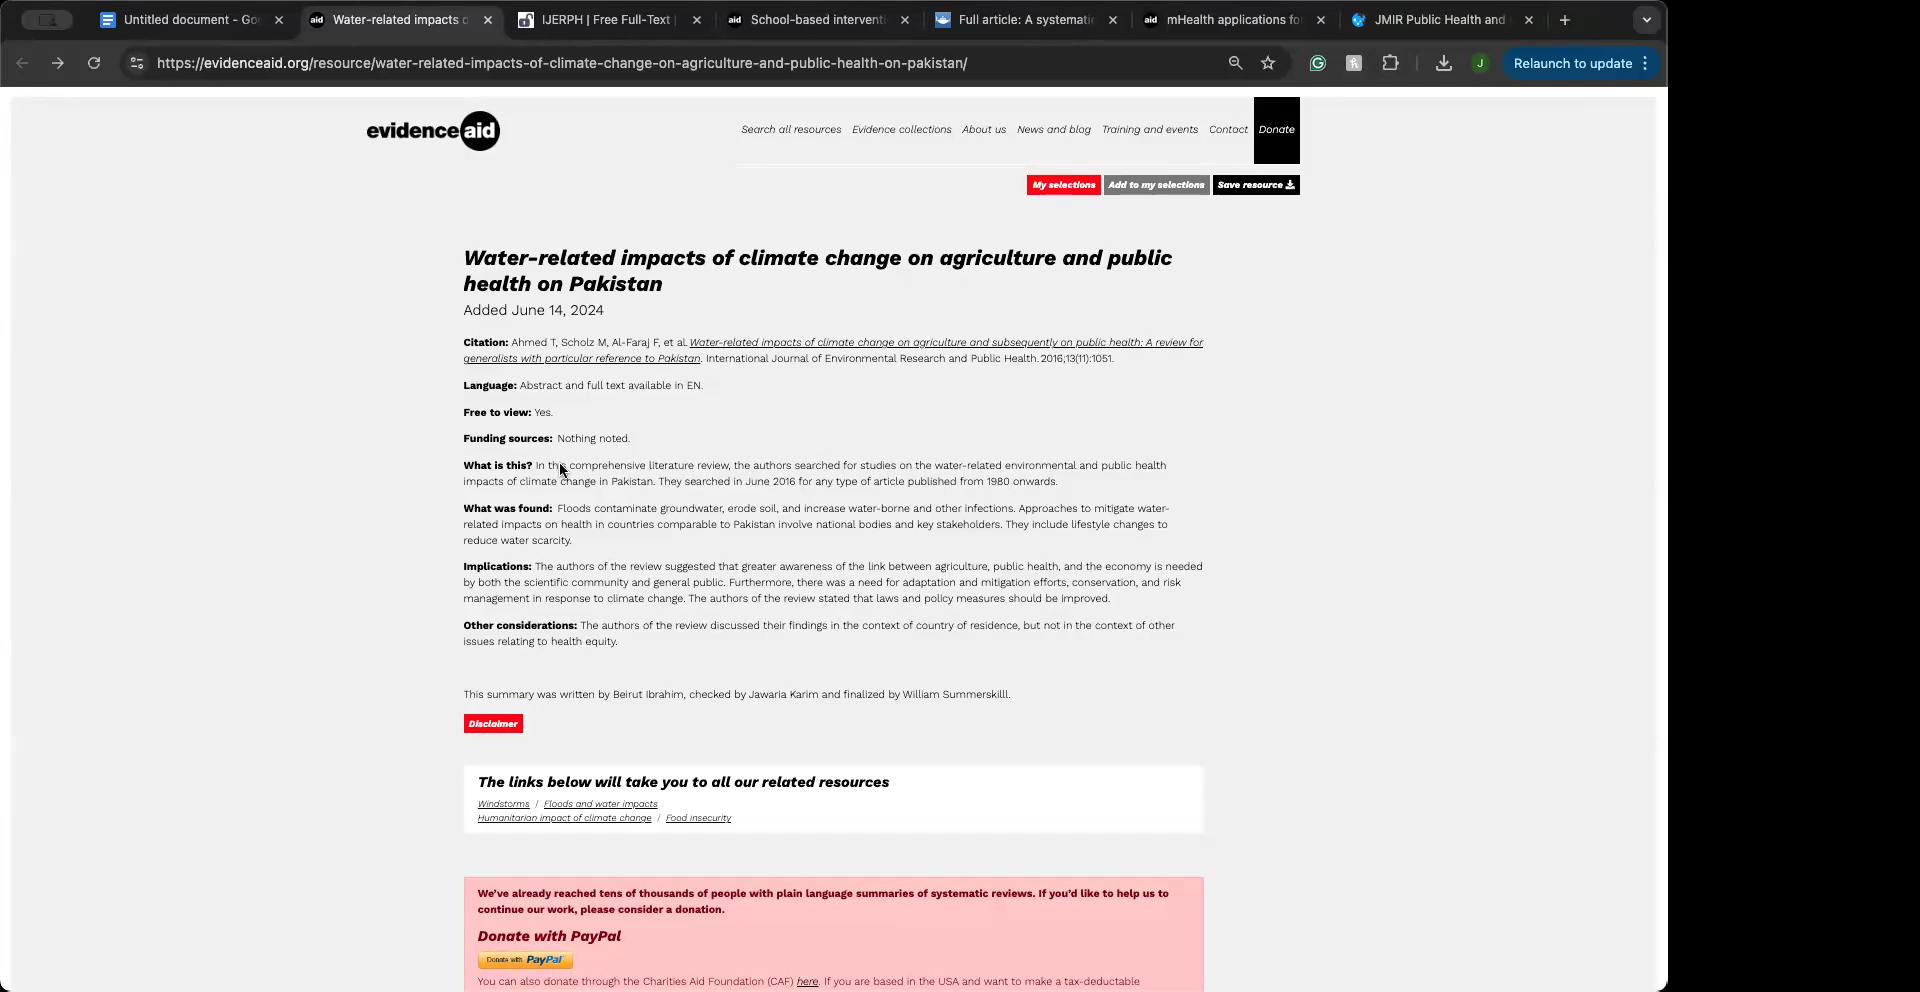 Untitled document - Go
Water-related impacts o
IJERPH | Free Full-Text
School-based interventi
Full article: A systemati
mHealth applications fo
JMIR Public Health and
https://evidenceaid.org/resource/water-related-impacts-of-climate-change-on-agriculture-and-public-health-on-pakistan/
J
Relaunch to update
evidenceaid
Search all resources Evidence collections About us News and blog Training and events Contact Donate
My selections Add to my selections Save resource
Water-related impacts of climate change on agriculture and public
health on Pakistan
Added June 14, 2024
Citation: Ahmed T, Scholz M, Al-Faraj F, et al. Water-related impacts of climate change on agriculture and subsequently on public health: A review for
generalists with particular reference to Pakistan. International Journal of Environmental Research and Public Health. 2016;13(11):1051.
Language: Abstract and full text available in EN.
Free to view: Yes.
Funding sources: Nothing noted.
What is this? In this comprehensive literature review, the authors searched for studies on the water-related environmental and public health
impacts of climate change in Pakistan. They searched in June 2016 for any type of article published from 1980 onwards.
What was found: Floods contaminate groundwater, erode soil, and increase water-borne and other infections. Approaches to mitigate water-
related impacts on health in countries comparable to Pakistan involve national bodies and key stakeholders. They include lifestyle changes to
reduce water scarcity.
Implications: The authors of the review suggested that greater awareness of the link between agriculture, public health, and the economy is needed
by both the scientific community and general public. Furthermore, there was a need for adaptation and mitigation efforts, conservation, and risk
management in response to climate change. The authors of the review stated that laws and policy measures should be improved.
Other considerations: The authors of the review discussed their findings in the context of country of residence, but not in the context of other
issues relating to health equity.
This summary was written by Beirut Ibrahim, checked by Jawaria Karim and finalized by William Summerskilll.
Disclaimer
The links below will take you to all our related resources
Windstorms / Floods and water impacts
Humanitarian impact of climate change / Food insecurity
We've already reached tens of thousands of people with plain language summaries of systematic reviews. If you'd like to help us to
continue our work, please consider a donation.
Donate with PayPal
Donate with PayPal
You can also donate through the Charities Aid Foundation (CAF) here. If you are based in the USA and want to make a tax-deductable